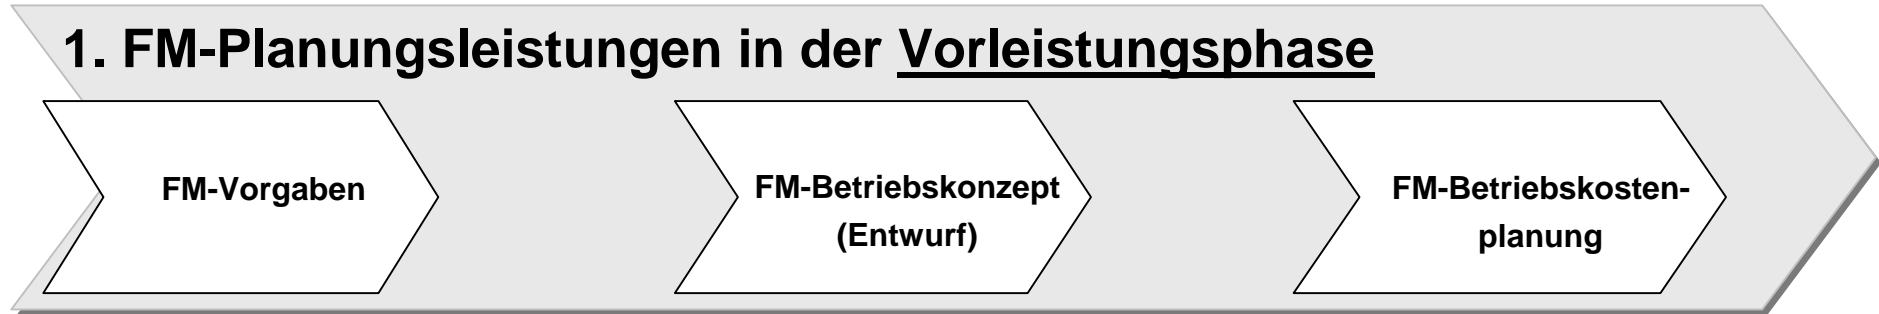 1. FM-Planungsleistungen in der Vorleistungsphase
FM-Vorgaben
FM-Betriebskonzept
(Entwurf)
FM-Betriebskosten-
planung